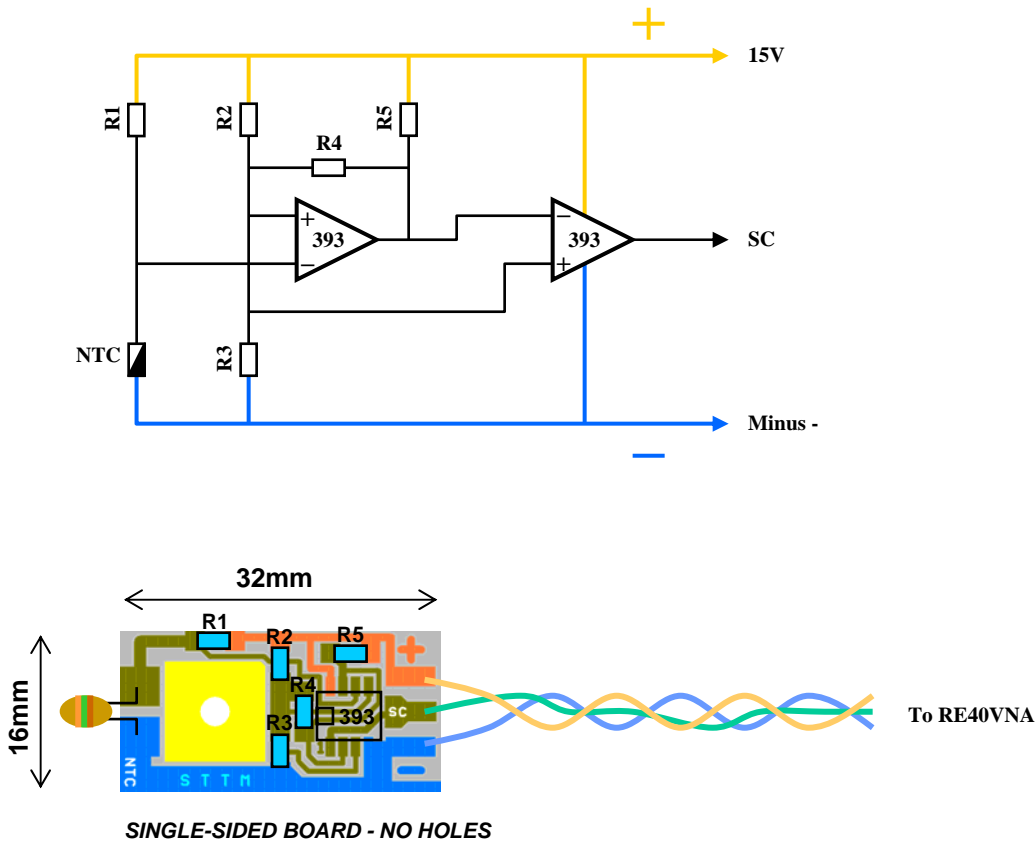 +
15V
R1
R2
R5
R4
+
393
−
−
393
+
SC
NTC
R3
Minus -
—
32mm
16mm
R1
R2
R5
+
R4
393
SC
R3
1
NTC
S T T M
−
To RE40VNA
SINGLE-SIDED BOARD - NO HOLES